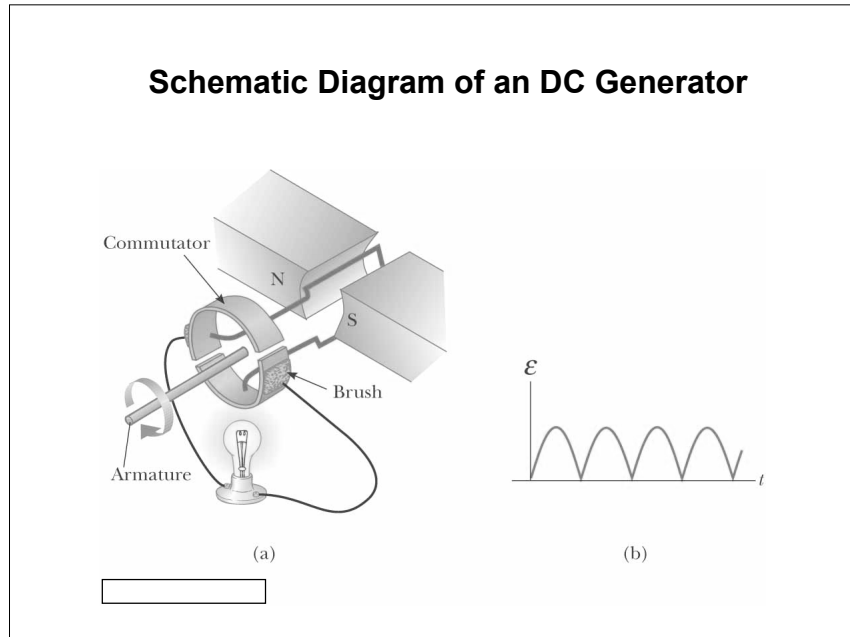 Schematic Diagram of an DC Generator
Commutator
N
S
Brush
Armature
(a)
ε
t
(b)